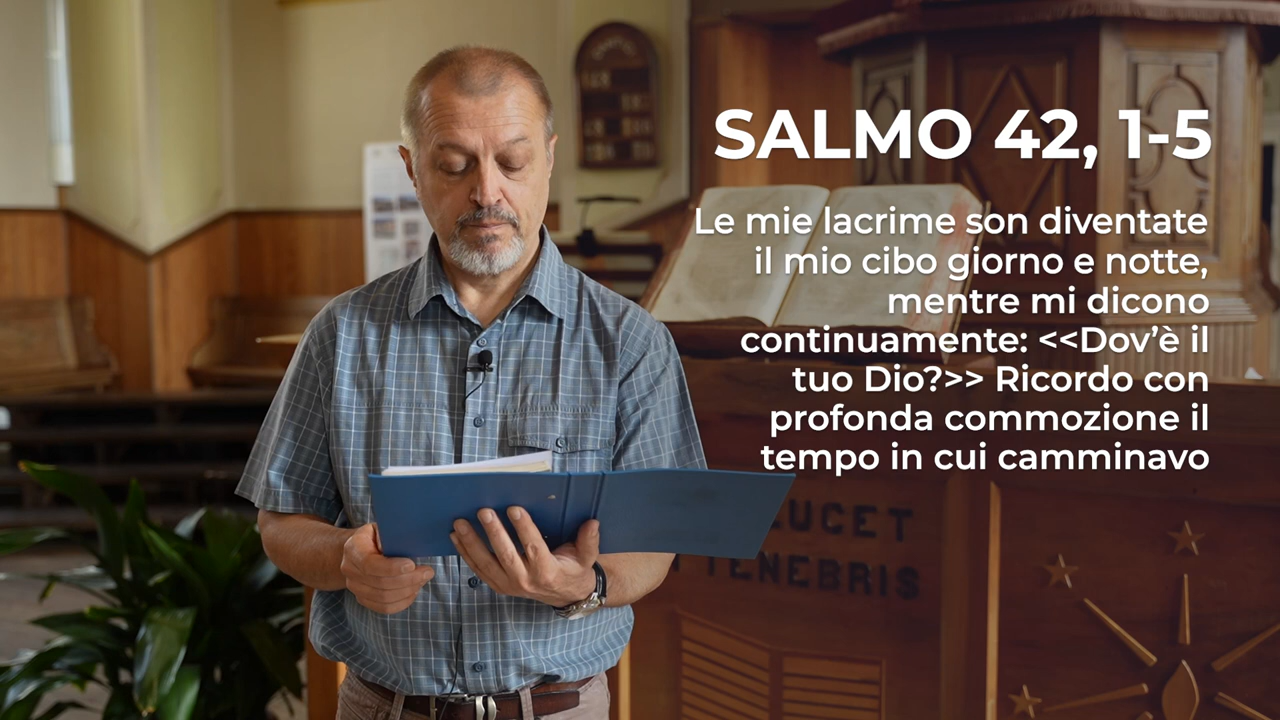 SALMO 42, 1-5
Le mie lacrime son diventate
il mio cibo giorno e notte,
mentre mi dicono
continuamente: <<Dov'è il
tuo Dio?>> Ricordo con
profonda commozione il
tempo in cui camminavo
LUCET
TENEBRIS